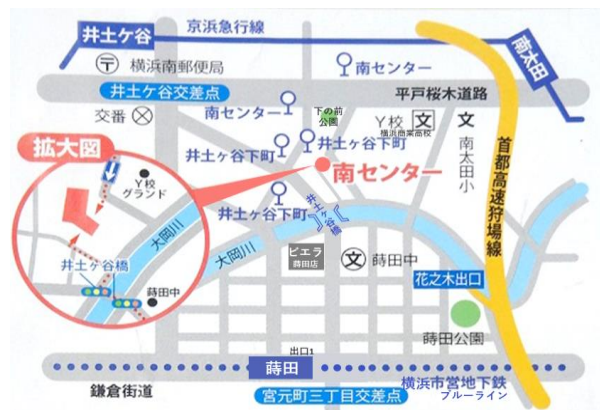 京浜急行線
井土ケ谷
南太田
横浜南郵便局
南センター
井土ケ谷交差点
平戸桜木道路
交番
南センター
下の前
公園
Y校
文
横浜商業高校
文
南太田小
拡大図
Y校
グランド
井土ケ谷下町
井土ケ谷下町
南センター
首都高速狩場線
大岡川
井土ヶ谷橋
大岡川
井土ケ谷橋
蒔田中
ピエラ
蒔田店
文
蒔田中
花之木出口
蒔田公園
出口1
蒔田
鎌倉街道
宮元町三丁目交差点
横浜市営地下鉄
ブルーライン